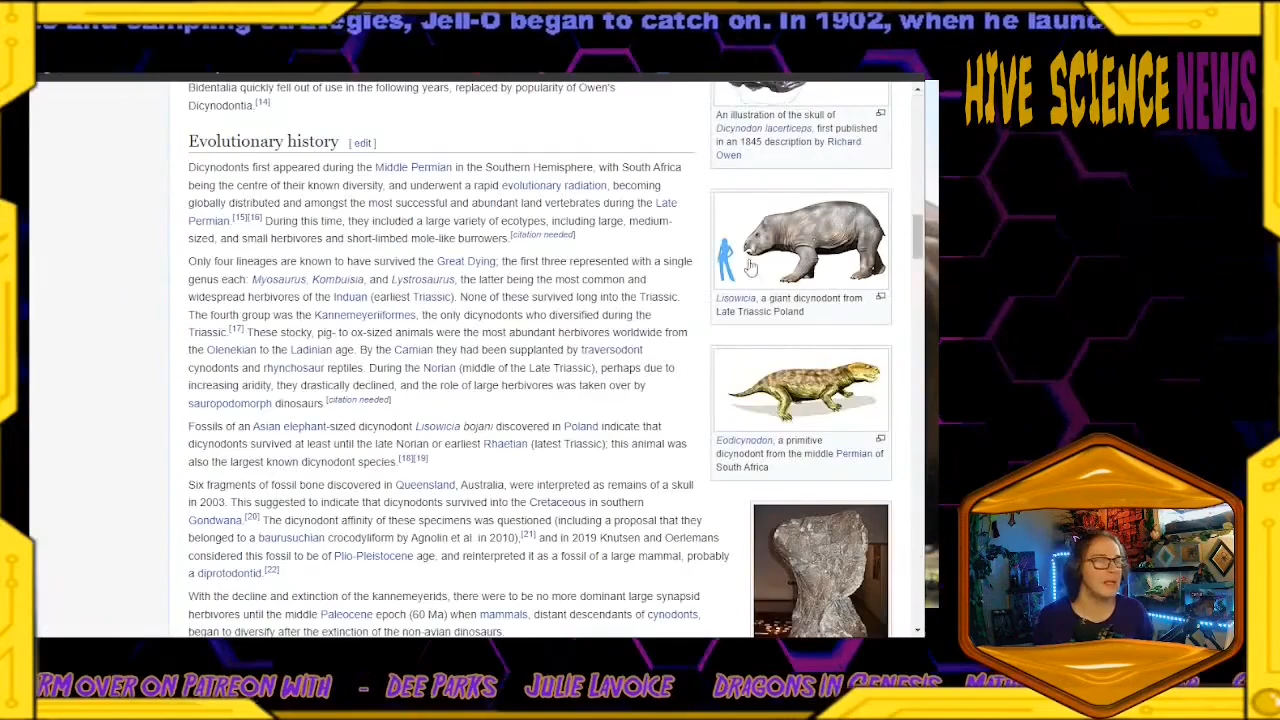 s and sampling strategies, Jell-O began to catch on. In 1902, when he launc
HIVE SCIENCE NEWS
Bidentalia quickly fell out of use in the following years, replaced by popularity of Owen's
Dicynodontia.[14]
Evolutionary history [ edit ]
Dicynodonts first appeared during the Middle Permian in the Southern Hemisphere, with South Africa
being the centre of their known diversity, and underwent a rapid evolutionary radiation, becoming
globally distributed and amongst the most successful and abundant land vertebrates during the Late
Permian.[15][16] During this time, they included a large variety of ecotypes, including large, medium-
sized, and small herbivores and short-limbed mole-like burrowers.[citation needed]
Only four lineages are known to have survived the Great Dying; the first three represented with a single
genus each: Myosaurus, Kombuisia, and Lystrosaurus, the latter being the most common and
widespread herbivores of the Induan (earliest Triassic). None of these survived long into the Triassic.
The fourth group was the Kannemeyeriiformes, the only dicynodonts who diversified during the
Triassic.[17] These stocky, pig- to ox-sized animals were the most abundant herbivores worldwide from
the Olenekian to the Ladinian age. By the Carnian they had been supplanted by traversodont
cynodonts and rhynchosaur reptiles. During the Norian (middle of the Late Triassic), perhaps due to
increasing aridity, they drastically declined, and the role of large herbivores was taken over by
sauropodomorph dinosaurs.[citation needed]
Fossils of an Asian elephant-sized dicynodont Lisowicia bojani discovered in Poland indicate that
dicynodonts survived at least until the late Norian or earliest Rhaetian (latest Triassic); this animal was
also the largest known dicynodont species.[18][19]
Six fragments of fossil bone discovered in Queensland, Australia, were interpreted as remains of a skull
in 2003. This suggested to indicate that dicynodonts survived into the Cretaceous in southern
Gondwana.[20] The dicynodont affinity of these specimens was questioned (including a proposal that they
belonged to a baurusuchian crocodyliform by Agnolin et al. in 2010),[21] and in 2019 Knutsen and Oerlemans
considered this fossil to be of Plio-Pleistocene age, and reinterpreted it as a fossil of a large mammal, probably
a diprotodontid.[22]
With the decline and extinction of the kannemeyerids, there were to be no more dominant large synapsid
herbivores until the middle Paleocene epoch (60 Ma) when mammals, distant descendants of cynodonts,
began to diversify after the extinction of the non-avian dinosaurs.
An illustration of the skull of
Dicynodon lacerticeps, first published
in an 1845 description by Richard
Owen
Lisowicia, a giant dicynodont from
Late Triassic Poland
Eodicynodon, a primitive
dicynodont from the middle Permian of
South Africa
RM OVER ON PATREON WITH - DEE PARKS JULIE LAVOICE DRAGONS IN GENESIS